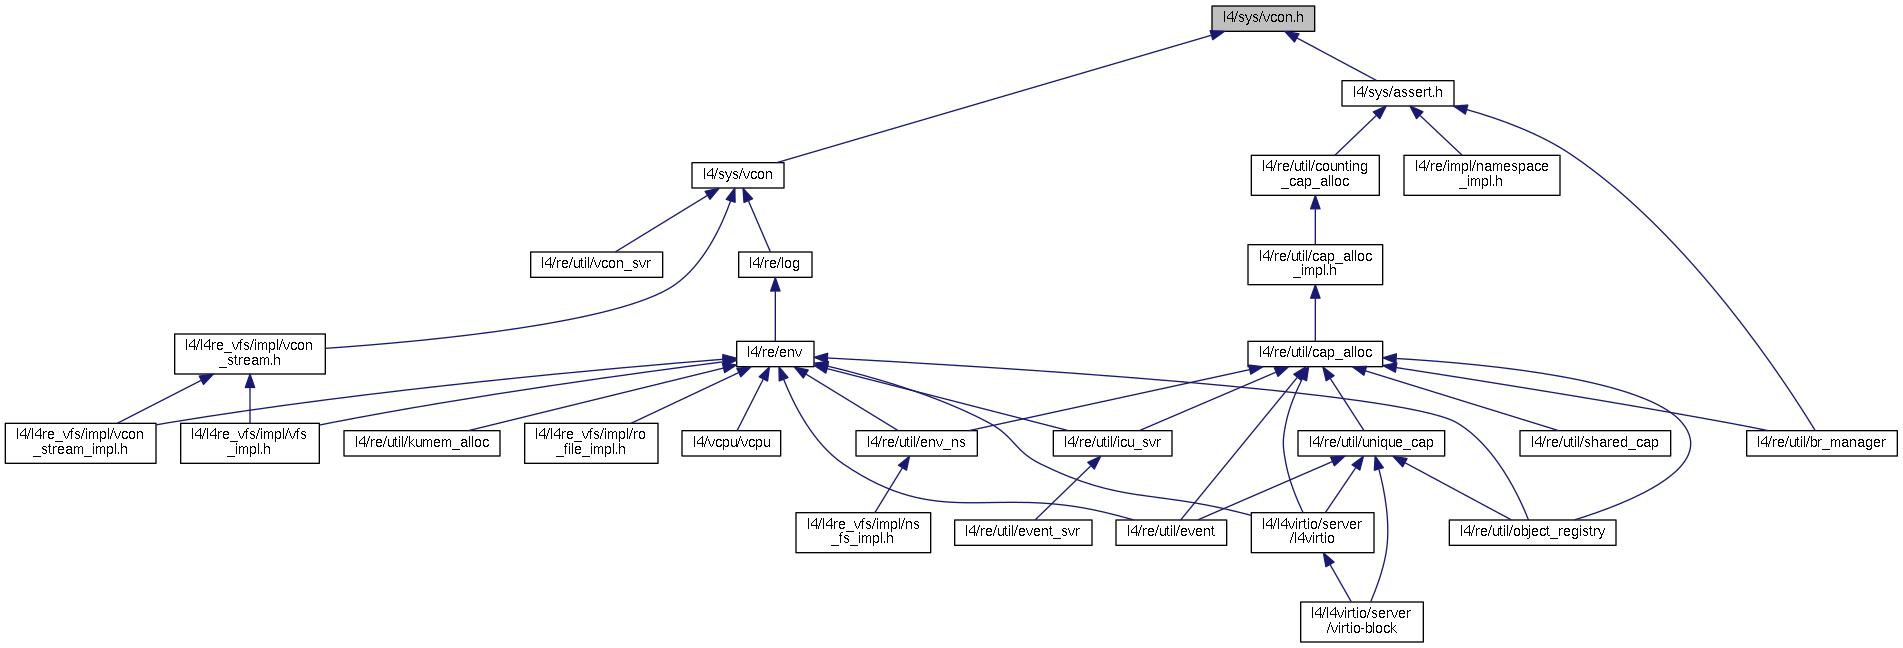 l4/sys/vcon.h
l4/sys/assert.h
l4/sys/vcon
l4/re/util/counting
_cap_alloc
l4/re/impl/namespace
_impl.h
l4/re/util/vcon_svr
l4/re/log
l4/re/util/cap_alloc
_impl.h
l4/l4re_vfs/impl/vcon
_stream.h
l4/re/env
l4/re/util/cap_alloc
l4/l4re_vfs/impl/vcon
_stream_impl.h
l4/l4re_vfs/impl/vfs
_impl.h
l4/re/util/kumem_alloc
l4/l4re_vfs/impl/ro
_file_impl.h
l4/vcpu/vcpu
l4/re/util/env_ns
l4/re/util/icu_svr
l4/re/util/unique_cap
l4/re/util/shared_cap
l4/re/util/br_manager
l4/l4re_vfs/impl/ns
_fs_impl.h
l4/re/util/event_svr
l4/re/util/event
l4/l4virtio/server
/l4virtio
l4/re/util/object_registry
l4/l4virtio/server
/virtio-block